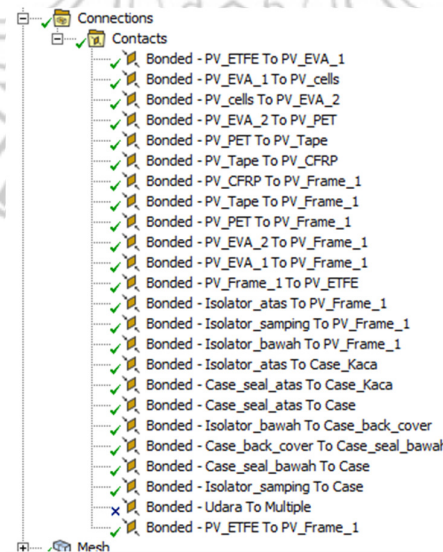 Connections
Contacts
Bonded - PV_ETFE To PV_EVA_1
Bonded - PV_EVA_1 To PV_cells
Bonded - PV_cells To PV_EVA_2
Bonded - PV_EVA_2 To PV_PET
Bonded - PV_PET To PV_Tape
Bonded - PV_Tape To PV_CFRP
Bonded - PV_CFRP To PV_Frame_1
Bonded - PV_Tape To PV_Frame_1
Bonded - PV_PET To PV_Frame_1
Bonded - PV_EVA_2 To PV_Frame_1
Bonded - PV_EVA_1 To PV_Frame_1
Bonded - PV_Frame_1 To PV_ETFE
Bonded - Isolator_atas To PV_Frame_1
Bonded - Isolator_samping To PV_Frame_1
Bonded - Isolator_bawah To PV_Frame_1
Bonded - Isolator_atas To Case_Kaca
Bonded - Case_seal_atas To Case_Kaca
Bonded - Case_seal_atas To Case
Bonded - Isolator_bawah To Case_back_cover
Bonded - Case_back_cover To Case_seal_bawah
Bonded - Case_seal_bawah To Case
Bonded - Isolator_samping To Case
Bonded - Udara To Multiple
Bonded - PV_ETFE To PV_Frame_1
Mesh